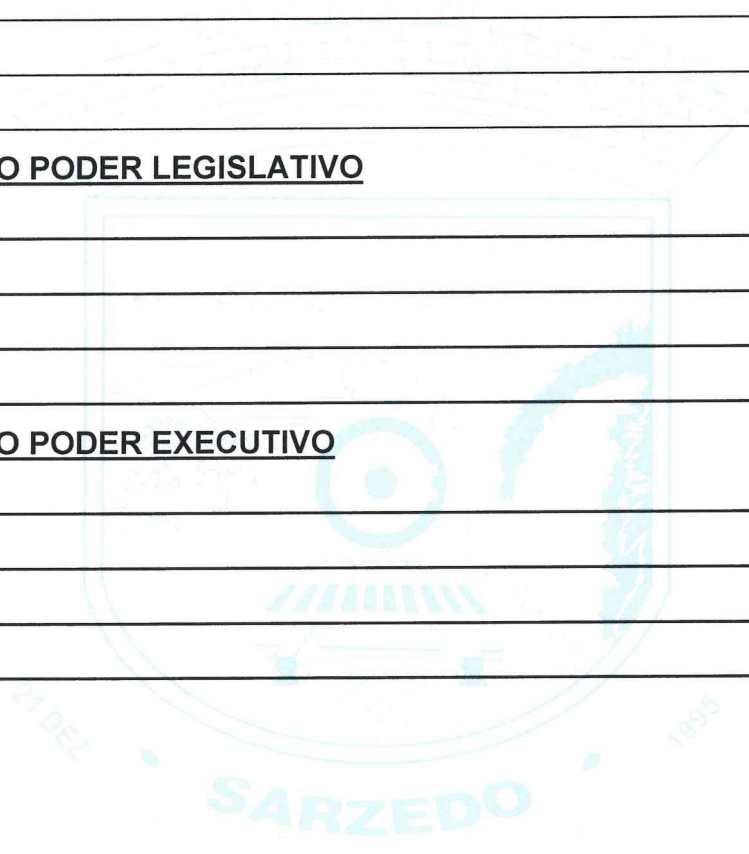 O PODER LEGISLATIVO
O PODER EXECUTIVO
21 DEZ
1995
SARZEDO